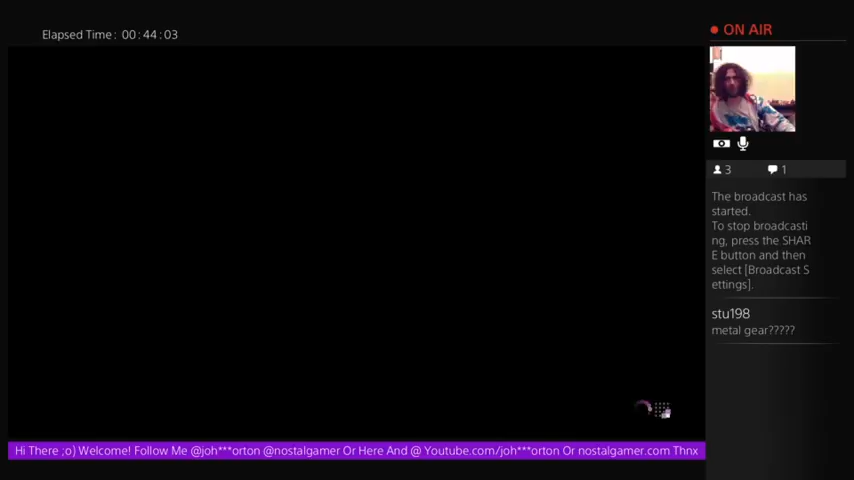 Elapsed Time: 00:44:03
ON AIR
3
1
The broadcast has
started.
To stop broadcasti
ng, press the SHAR
E button and then
select [Broadcast S
ettings].
stu198
metal gear?????
Hi There ;o) Welcome! Follow Me @joh***orton @nostalgamer Or Here And @ Youtube.com/joh***orton Or nostalgamer.com Thnx